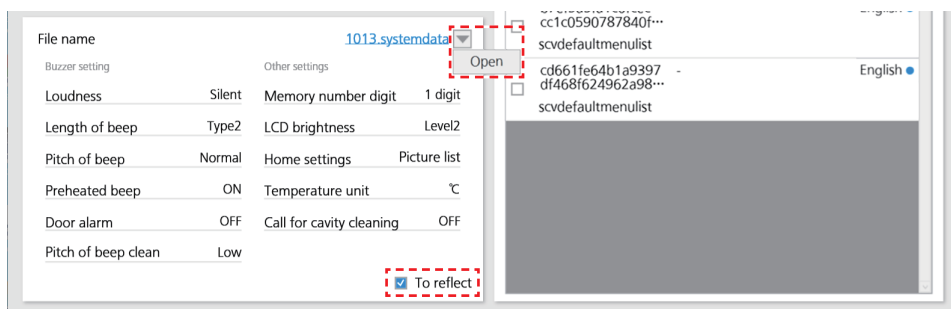 File name 1013.systemdata
Open
Buzzer setting Other settings
Loudness Silent Memory number digit 1 digit
Length of beep Type2 LCD brightness Level2
Pitch of beep Normal Home settings Picture list
Preheated beep ON Temperature unit ℃
Door alarm OFF Call for cavity cleaning OFF
Pitch of beep clean Low
To reflect
cc1c0590787840f···
scvdefaultmenulist
cd661fe64b1a9397 - English
df468f624962a98···
scvdefaultmenulist